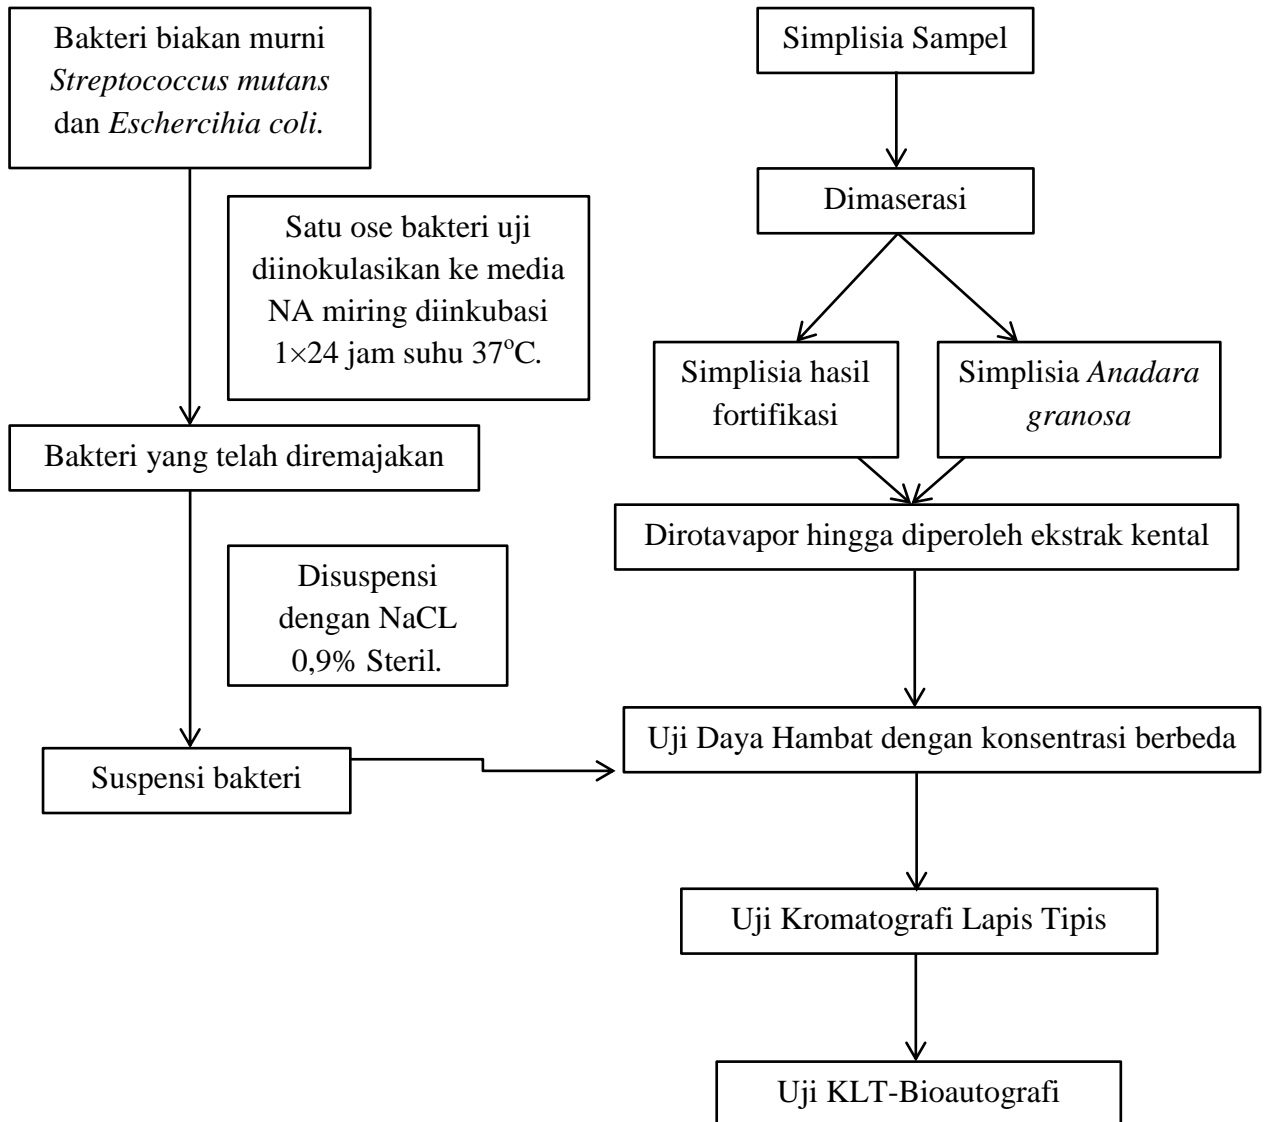 Bakteri biakan murni
Streptococcus mutans
dan Eschercihia coli.
Satu ose bakteri uji
diinokulasikan ke media
NA miring diinkubasi
1×24 jam suhu 37°C.
Bakteri yang telah diremajakan
Disuspensi
dengan NaCL
0,9% Steril.
Suspensi bakteri
Simplisia Sampel
Dimaserasi
Simplisia hasil
fortifikasi
Simplisia Anadara
granosa
Dirotavapor hingga diperoleh ekstrak kental
Uji Daya Hambat dengan konsentrasi berbeda
Uji Kromatografi Lapis Tipis
Uji KLT-Bioautografi